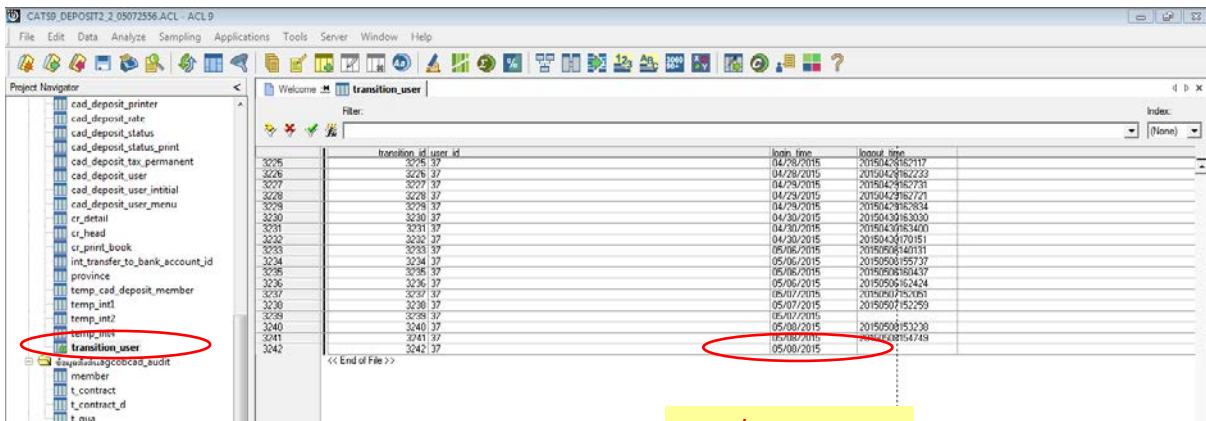 CATS9_DEPOSIT2_2_05072556.ACL - ACL 9
File Edit Data Analyze Sampling Applications Tools Server Window Help
Project Navigator
Welcome
transition_user
Filter:
Index:
(None)
cad_deposit_printer
cad_deposit_rate
cad_deposit_status
cad_deposit_status_print
cad_deposit_tax_permanent
cad_deposit_user
cad_deposit_user_intitial
cad_deposit_user_menu
cr_detail
cr_head
cr_print_book
int_transfer_to_bank_account_id
province
temp_cad_deposit_member
temp_int1
temp_int2
transition_user
member
t_contract
t_contract_d
transition_id user_id login_time logout_time
3225 3225 37 04/28/2015 20150428162117
3226 3226 37 04/28/2015 20150428162233
3227 3227 37 04/29/2015 20150429162731
3228 3228 37 04/29/2015 20150429162721
3229 3229 37 04/29/2015 20150429162834
3230 3230 37 04/30/2015 20150430163030
3231 3231 37 04/30/2015 20150430163400
3232 3232 37 04/30/2015 20150430170151
3233 3233 37 05/06/2015 20150506140131
3234 3234 37 05/06/2015 20150506155737
3235 3235 37 05/06/2015 20150506160437
3236 3236 37 05/06/2015 20150506162424
3237 3237 37 05/07/2015 20150507152051
3238 3238 37 05/07/2015 20150507152259
3239 3239 37 05/07/2015
3240 3240 37 05/08/2015 20150508153238
3241 3241 37 05/08/2015 20150508154749
3242 3242 37 05/08/2015
<< End of File >>